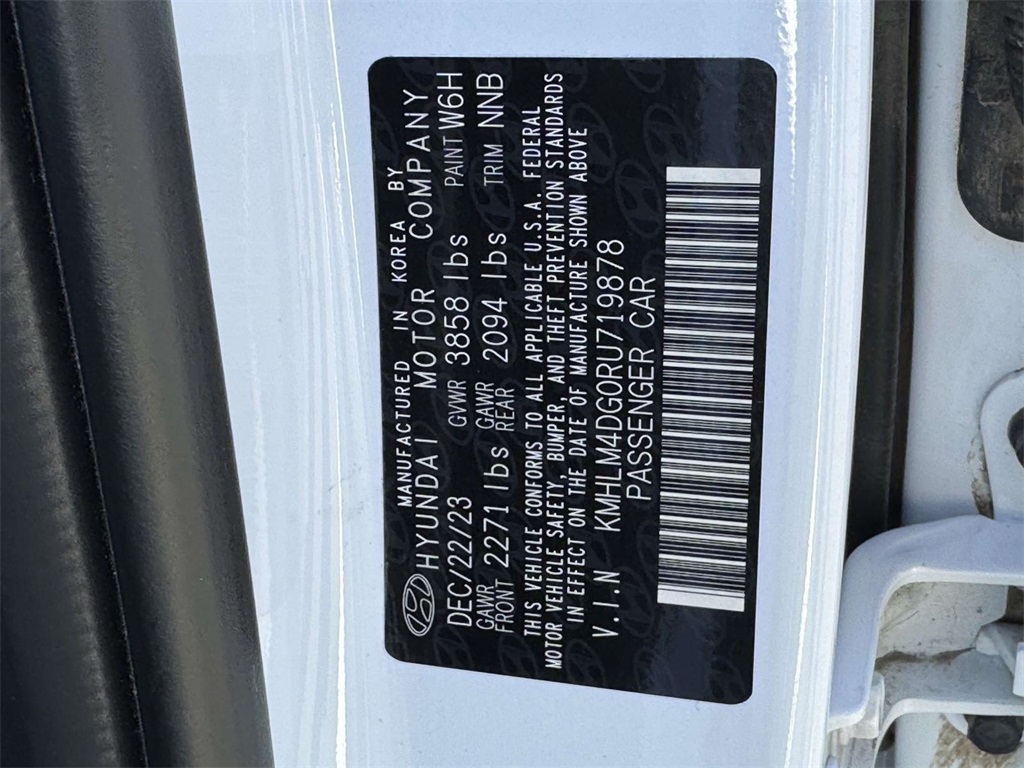 MANUFACTURED IN KOREA BY
HYUNDAI MOTOR COMPANY
DEC/22/23 GVWR 3858 lbs PAINT W6H
GAWR FRONT 2271 lbs GAWR REAR 2094 lbs TRIM NNB
THIS VEHICLE CONFORMS TO ALL APPLICABLE U.S.A. FEDERAL
MOTOR VEHICLE SAFETY, BUMPER, AND THEFT PREVENTION STANDARDS
IN EFFECT ON THE DATE OF MANUFACTURE SHOWN ABOVE
V.I.N KMHLM4DG0RU719878
PASSENGER CAR